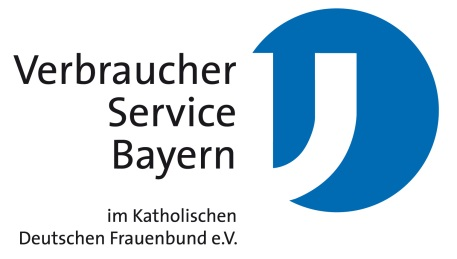 Verbraucher
Service
Bayern
im Katholischen
Deutschen Frauenbund e.V.